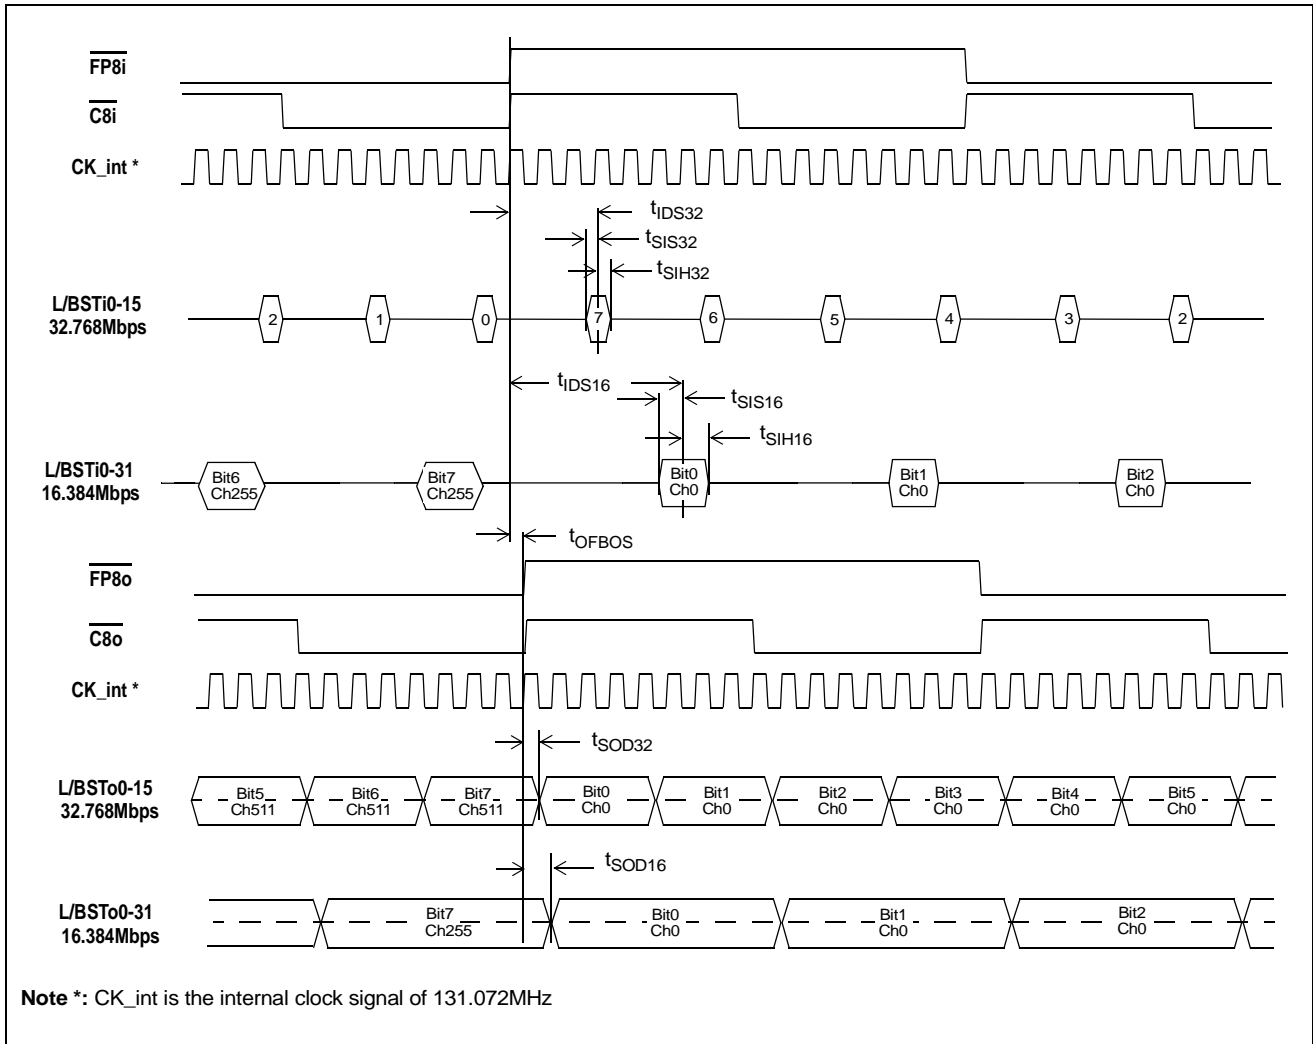 FP8i
C8i
CK_int *
tIDS32
tSIS32
tSIH32
L/BSTi0-15
32.768Mbps
2 1 0 7 6 5 4 3 2
tIDS16
tSIS16
tSIH16
L/BSTi0-31
16.384Mbps
Bit6 Bit7 Bit0 Bit1 Bit2
Ch255 Ch255 Ch0 Ch0 Ch0
tOFBOS
FP8o
C8o
CK_int *
tSOD32
L/BSTo0-15
32.768Mbps
Bit5 Bit6 Bit7 Bit0 Bit1 Bit2 Bit3 Bit4 Bit5
Ch511 Ch511 Ch511 Ch0 Ch0 Ch0 Ch0 Ch0 Ch0
tSOD16
L/BSTo0-31
16.384Mbps
Bit7 Bit0 Bit1 Bit2
Ch255 Ch0 Ch0 Ch0
Note *: CK_int is the internal clock signal of 131.072MHz